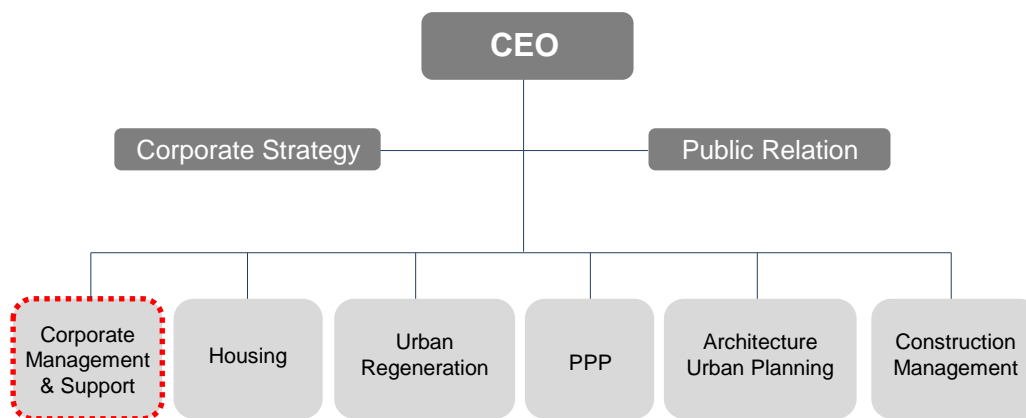 CEO
Corporate Strategy
Public Relation
Corporate
Management
& Support
Housing
Urban
Regeneration
PPP
Architecture
Urban Planning
Construction
Management